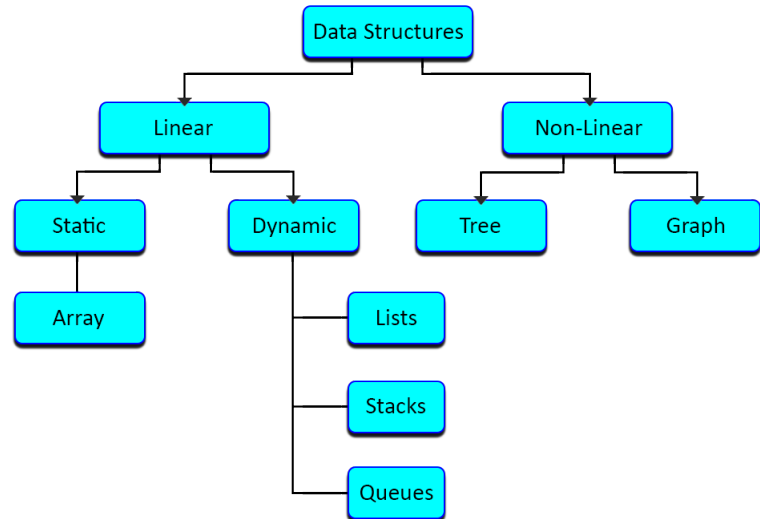 Data Structures
Linear
Non-Linear
Static
Dynamic
Tree
Graph
Array
Lists
Stacks
Queues